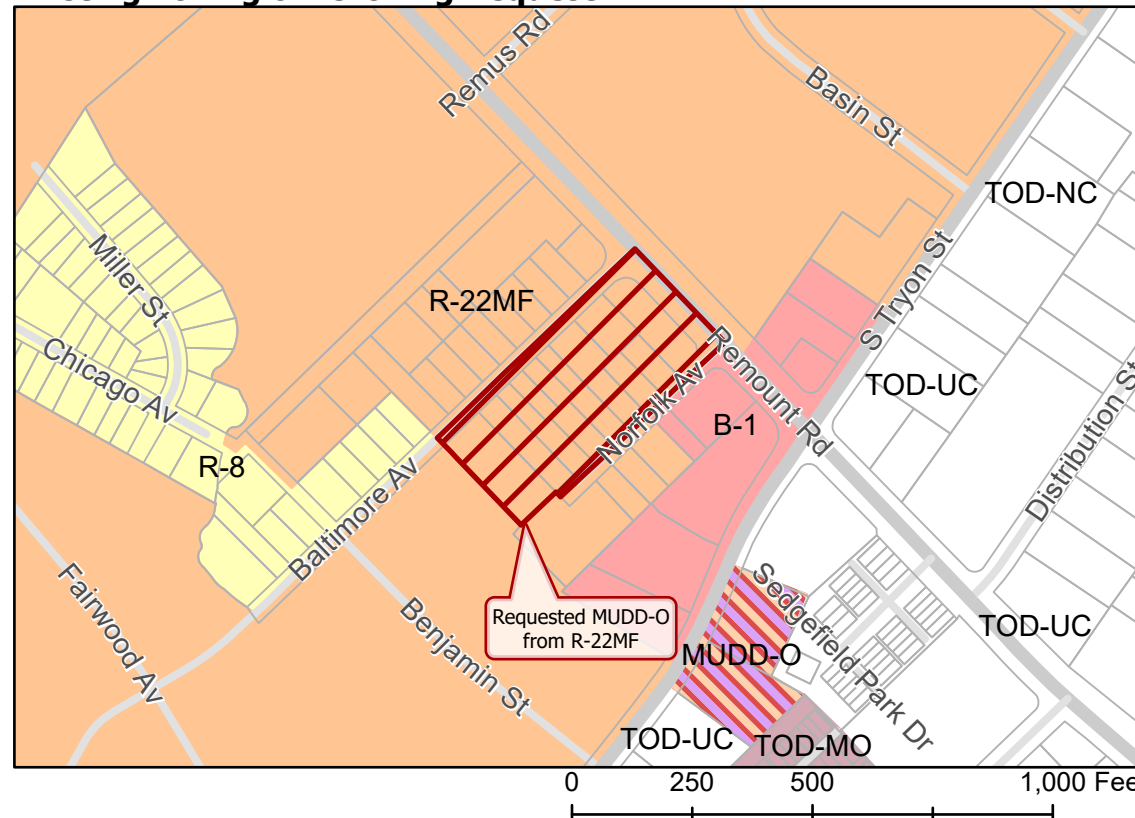 Remus Rd
Basin St
TOD-NC
Miller St
R-22MF
S Tryon St
Chicago Av
Remount Rd
TOD-UC
Norfolk Av
B-1
Distribution St
R-8
Baltimore Av
Fairwood Av
Benjamin St
Requested MUDD-O
from R-22MF
Sedgefield Park Dr
TOD-UC
MUDD-O
TOD-UC
TOD-MO
0 250 500 1,000 Fee